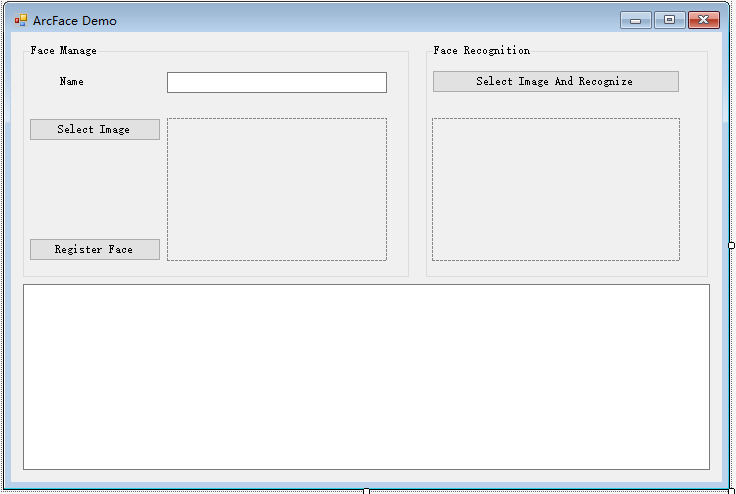 ArcFace Demo
Face Manage
Name
Select Image
Register Face
Face Recognition
Select Image And Recognize